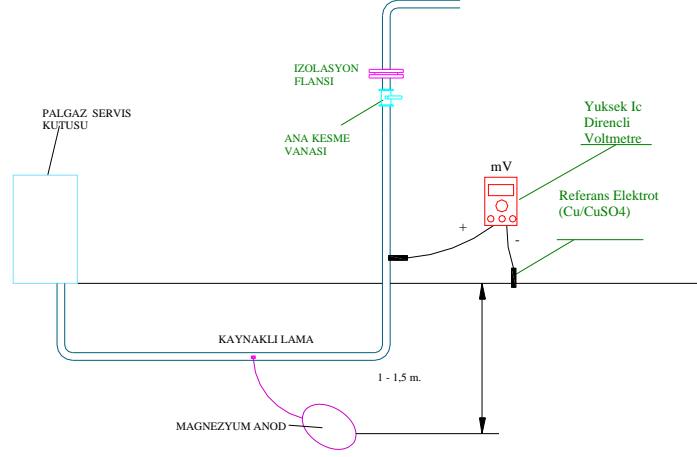 IZOLASYON
FLANSI
PALGAZ SERVIS
KUTUSU
ANA KESME
VANASI
Yuksek Ic
Direncli
Voltmetre
mV
Referans Elektrot
(Cu/CuSO4)
+
-
KAYNAKLI LAMA
1 - 1,5 m.
MAGNEZYUM ANOD